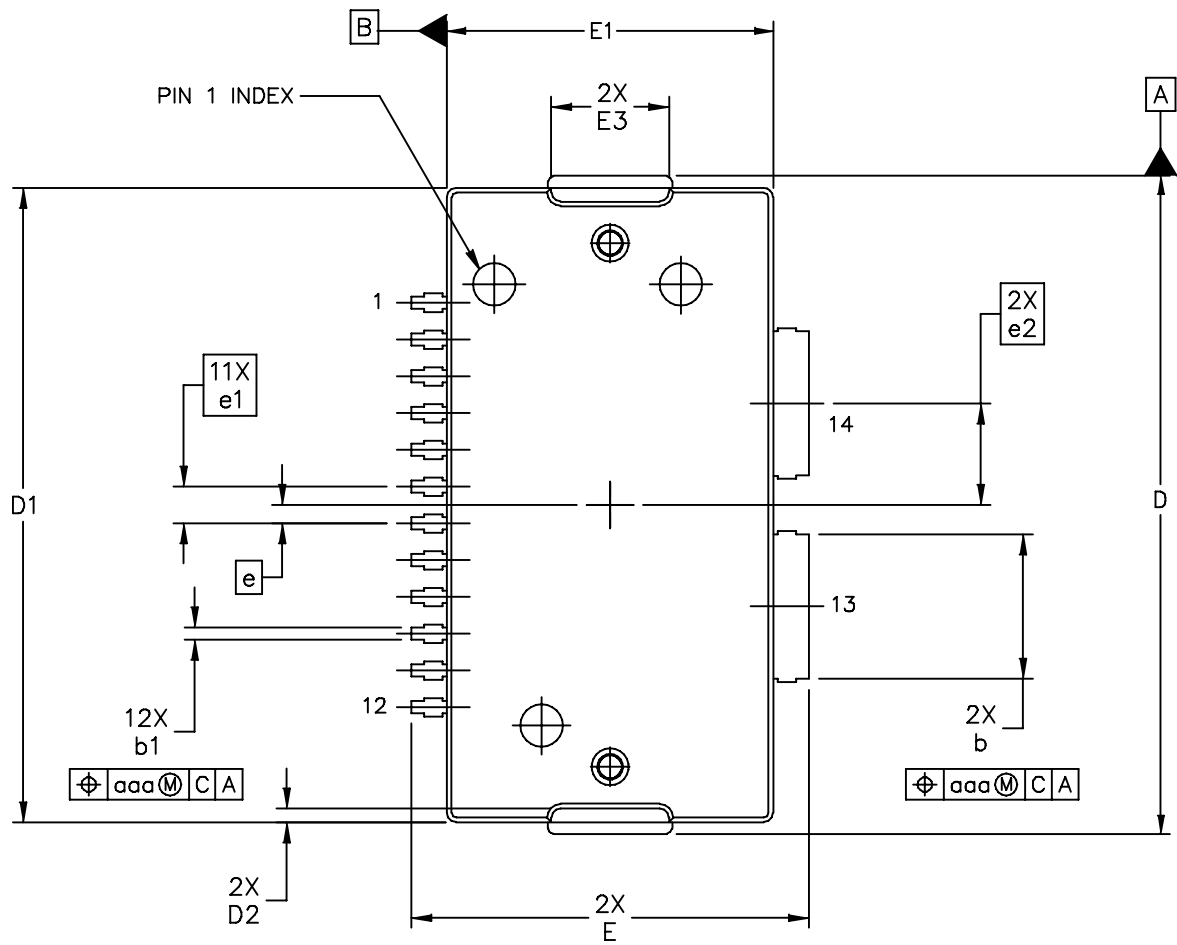 B
E1
PIN 1 INDEX
2X
E3
A
1
2X
e2
11X
e1
14
D1
D
e
13
12
12X
b1
2X
b
aaa Ⓜ C A
aaa Ⓜ C A
2X
D2
2X
E